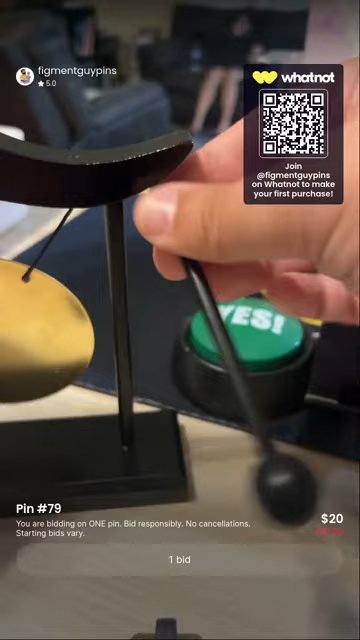 figmentguypins
★ 5.0
whatnot
Join
@figmentguypins
on Whatnot to make
your first purchase!
YES!
Pin #79
You are bidding on ONE pin. Bid responsibly. No cancellations.
Starting bids vary.
$20
1 bid